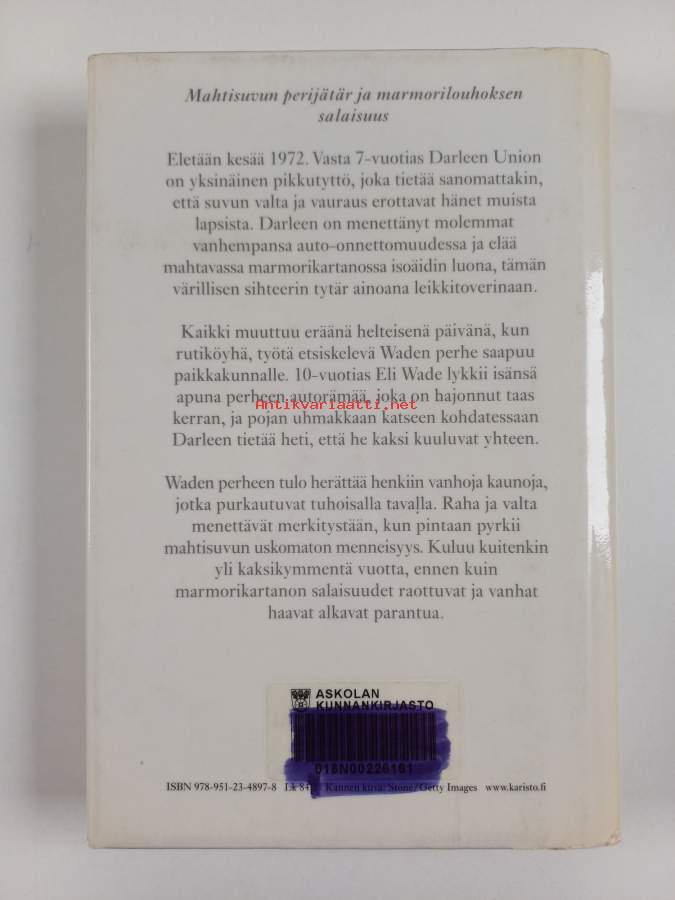 Mahtisuvun perijätär ja marmorilouhoksen
salaisuus
Eletään kesää 1972. Vasta 7-vuotias Darleen Union
on yksinäinen pikkutyttö, joka tietää sanomattakin,
että suvun valta ja vauraus erottavat hänet muista
lapsista. Darleen on menettänyt molemmat
vanhempansa auto-onnettomuudessa ja elää
mahtavassa marmorikartanossa isoäidin luona, tämän
värillisen sihteerin tytär ainoana leikkitoverinaan.
Kaikki muuttuu eräänä helteisenä päivänä, kun
rutiköyhä, työtä etsiskelevä Waden perhe saapuu
paikkakunnalle. 10-vuotias Eli Wade lykkii isänsä
apuna perheen autorämää, joka on hajonnut taas
Antikvariaatti.net
kerran, ja pojan uhmakkaan katseen kohdatessaan
Darleen tietää heti, että he kaksi kuuluvat yhteen.
Waden perheen tulo herättää henkiin vanhoja kaunoja,
jotka purkautuvat tuhoisalla tavalla. Raha ja valta
menettävät merkitystään, kun pintaan pyrkii
mahtisuvun uskomaton menneisyys. Kuluu kuitenkin
yli kaksikymmentä vuotta, ennen kuin
marmorikartanon salaisuudet raottuvat ja vanhat
haavat alkavat parantua.
ASKOLAN
KUNNANKIRJASTO
018N00226161
ISBN 978-951-23-4897-8 Lk Kannen kuva: Stone/Getty Images www.karisto.fi